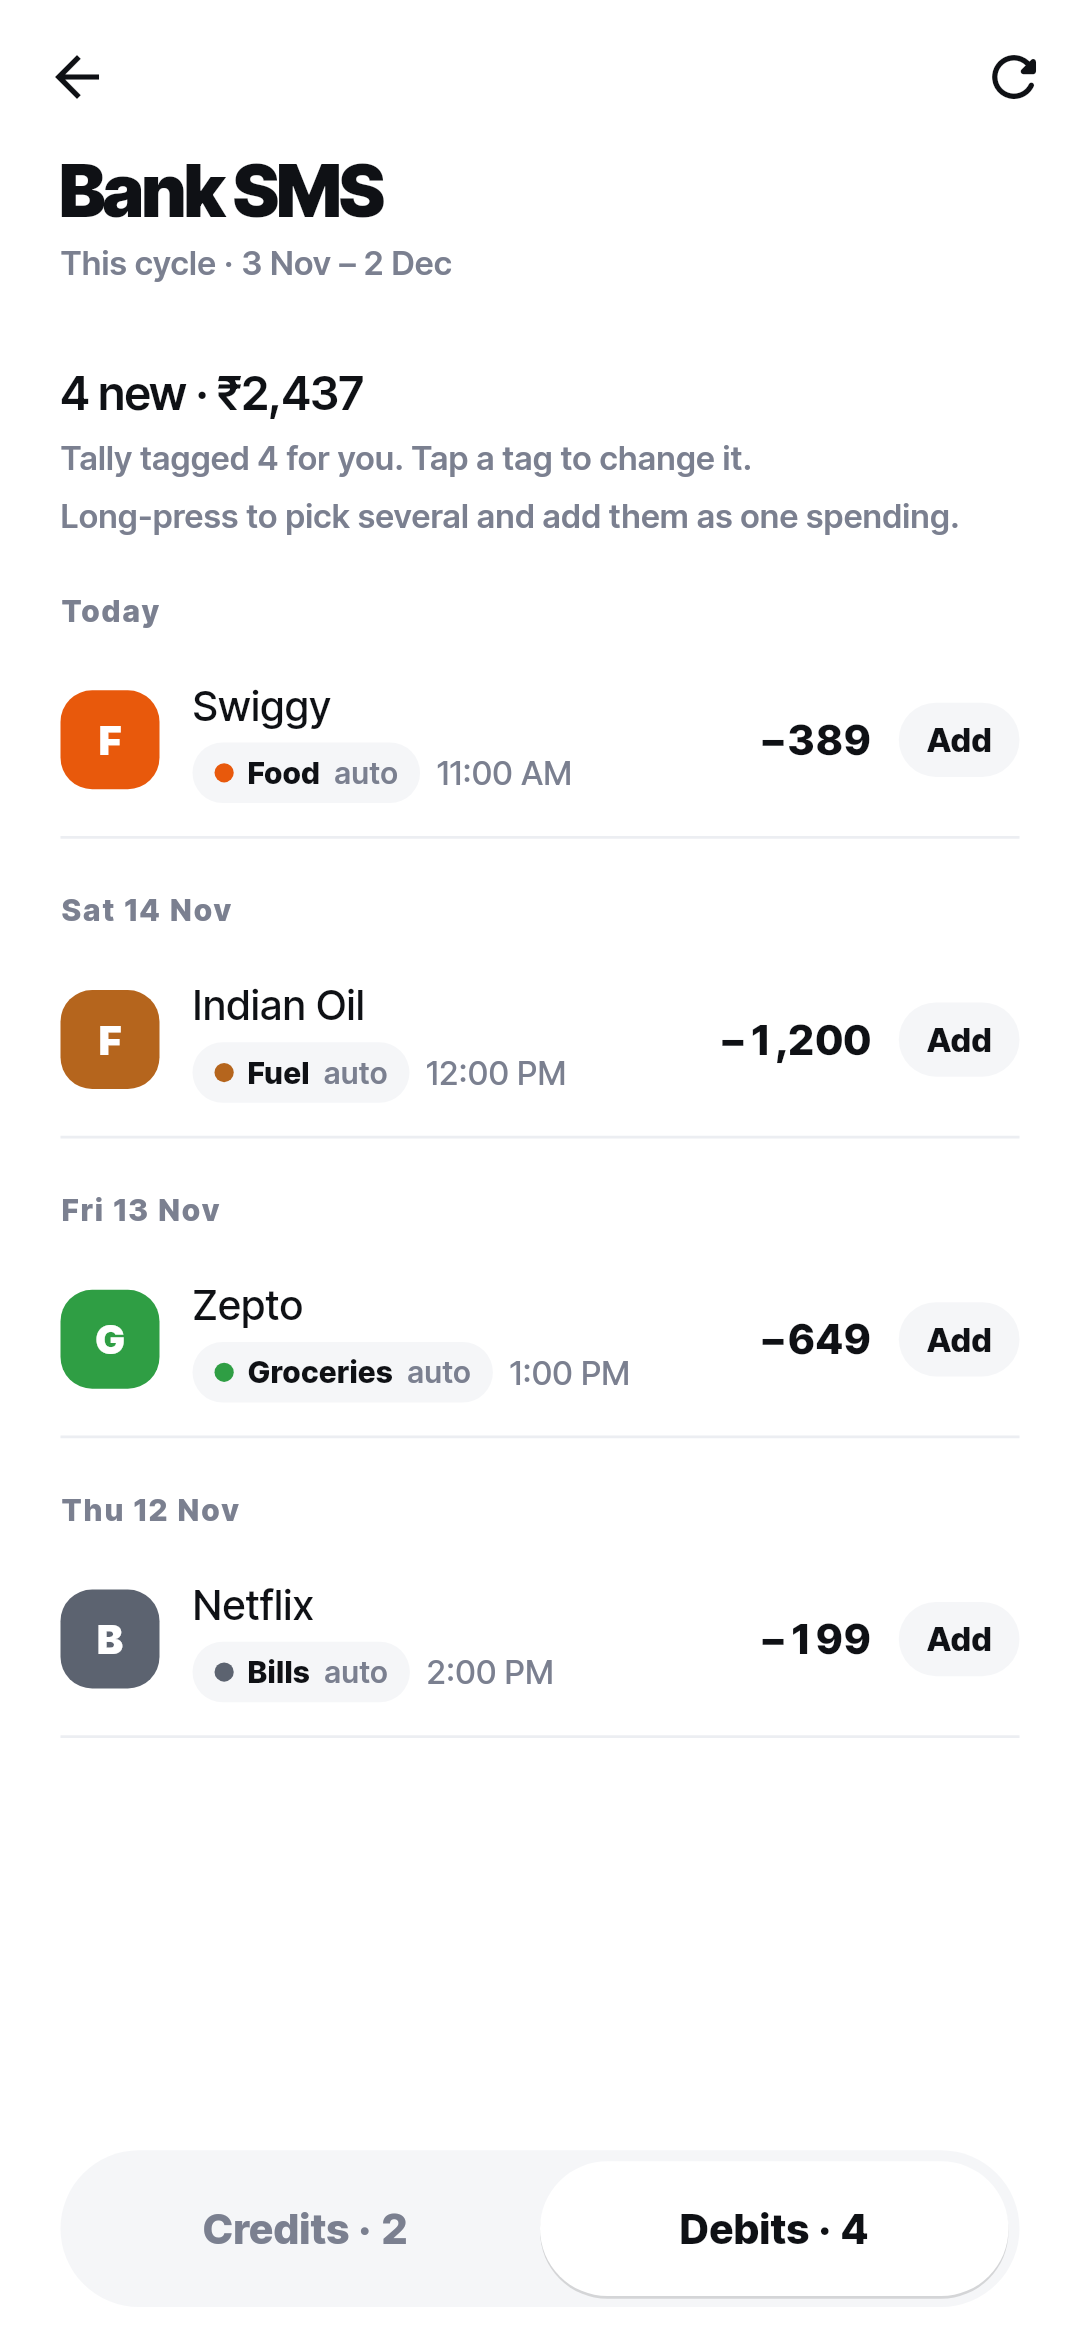 Bank SMS
This cycle · 3 Nov – 2 Dec
4 new · ₹2,437
Tally tagged 4 for you. Tap a tag to change it.
Long-press to pick several and add them as one spending.
Today
F
Swiggy
Food auto 11:00 AM
−389
Add
Sat 14 Nov
F
Indian Oil
Fuel auto 12:00 PM
−1,200
Add
Fri 13 Nov
G
Zepto
Groceries auto 1:00 PM
−649
Add
Thu 12 Nov
B
Netflix
Bills auto 2:00 PM
−199
Add
Credits · 2
Debits · 4